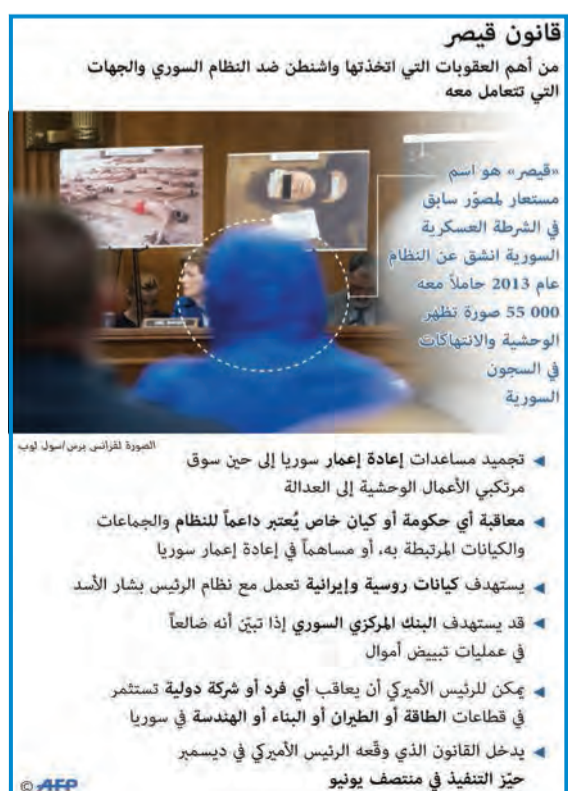 قانون قيصر
من أهم العقوبات التي اتخذتها واشنطن ضد النظام السوري والجهات
التي تتعامل معه
«قيصر» هو اسم
مستعار لمصوّر سابق
في الشرطة العسكرية
السورية انشق عن النظام
عام 2013 حاملاً معه
55 000 صورة تظهر
الوحشية والانتهاكات
في السجون
السورية
الصورة لفرانس برس/سول لوب
تجميد مساعدات إعادة إعمار سوريا إلى حين سوق
مرتكبي الأعمال الوحشية إلى العدالة
معاقبة أي حكومة أو كيان خاص يُعتبر داعماً للنظام والجماعات
والكيانات المرتبطة به، أو مساهماً في إعادة إعمار سوريا
يستهدف كيانات روسية وإيرانية تعمل مع نظام الرئيس بشار الأسد
قد يستهدف البنك المركزي السوري إذا تبيّن أنه ضالعاً
في عمليات تبييض أموال
يمكن للرئيس الأميركي أن يعاقب أي فرد أو شركة دولية تستثمر
في قطاعات الطاقة أو الطيران أو البناء أو الهندسة في سوريا
يدخل القانون الذي وقّعه الرئيس الأميركي في ديسمبر
حيّز التنفيذ في منتصف يونيو
© AFP